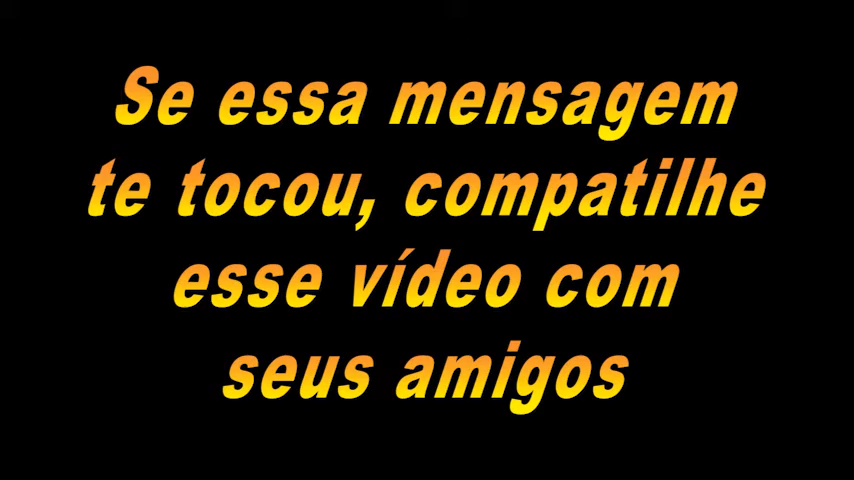 Se essa mensagem
te tocou, compatilhe
esse vídeo com
seus amigos